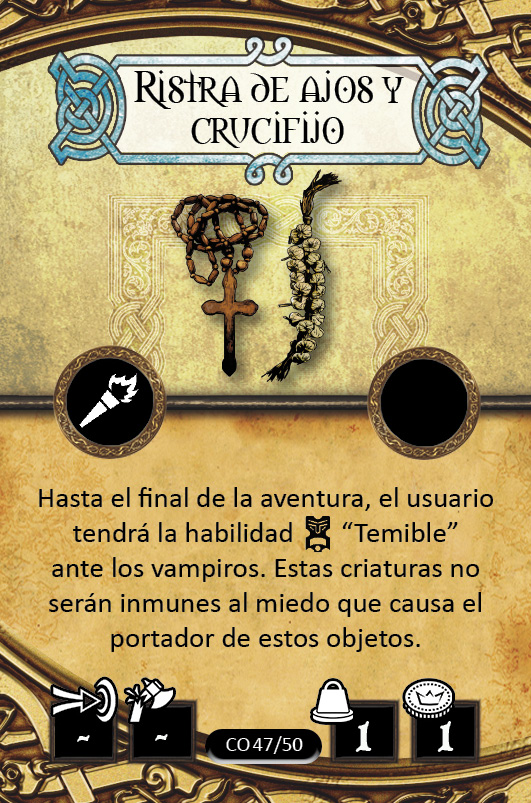 Ristra de ajos y
crucifijo
Hasta el final de la aventura, el usuario
tendrá la habilidad “Temible”
ante los vampiros. Estas criaturas no
serán inmunes al miedo que causa el
portador de estos objetos.
~ ~ CO 47/50 1 1